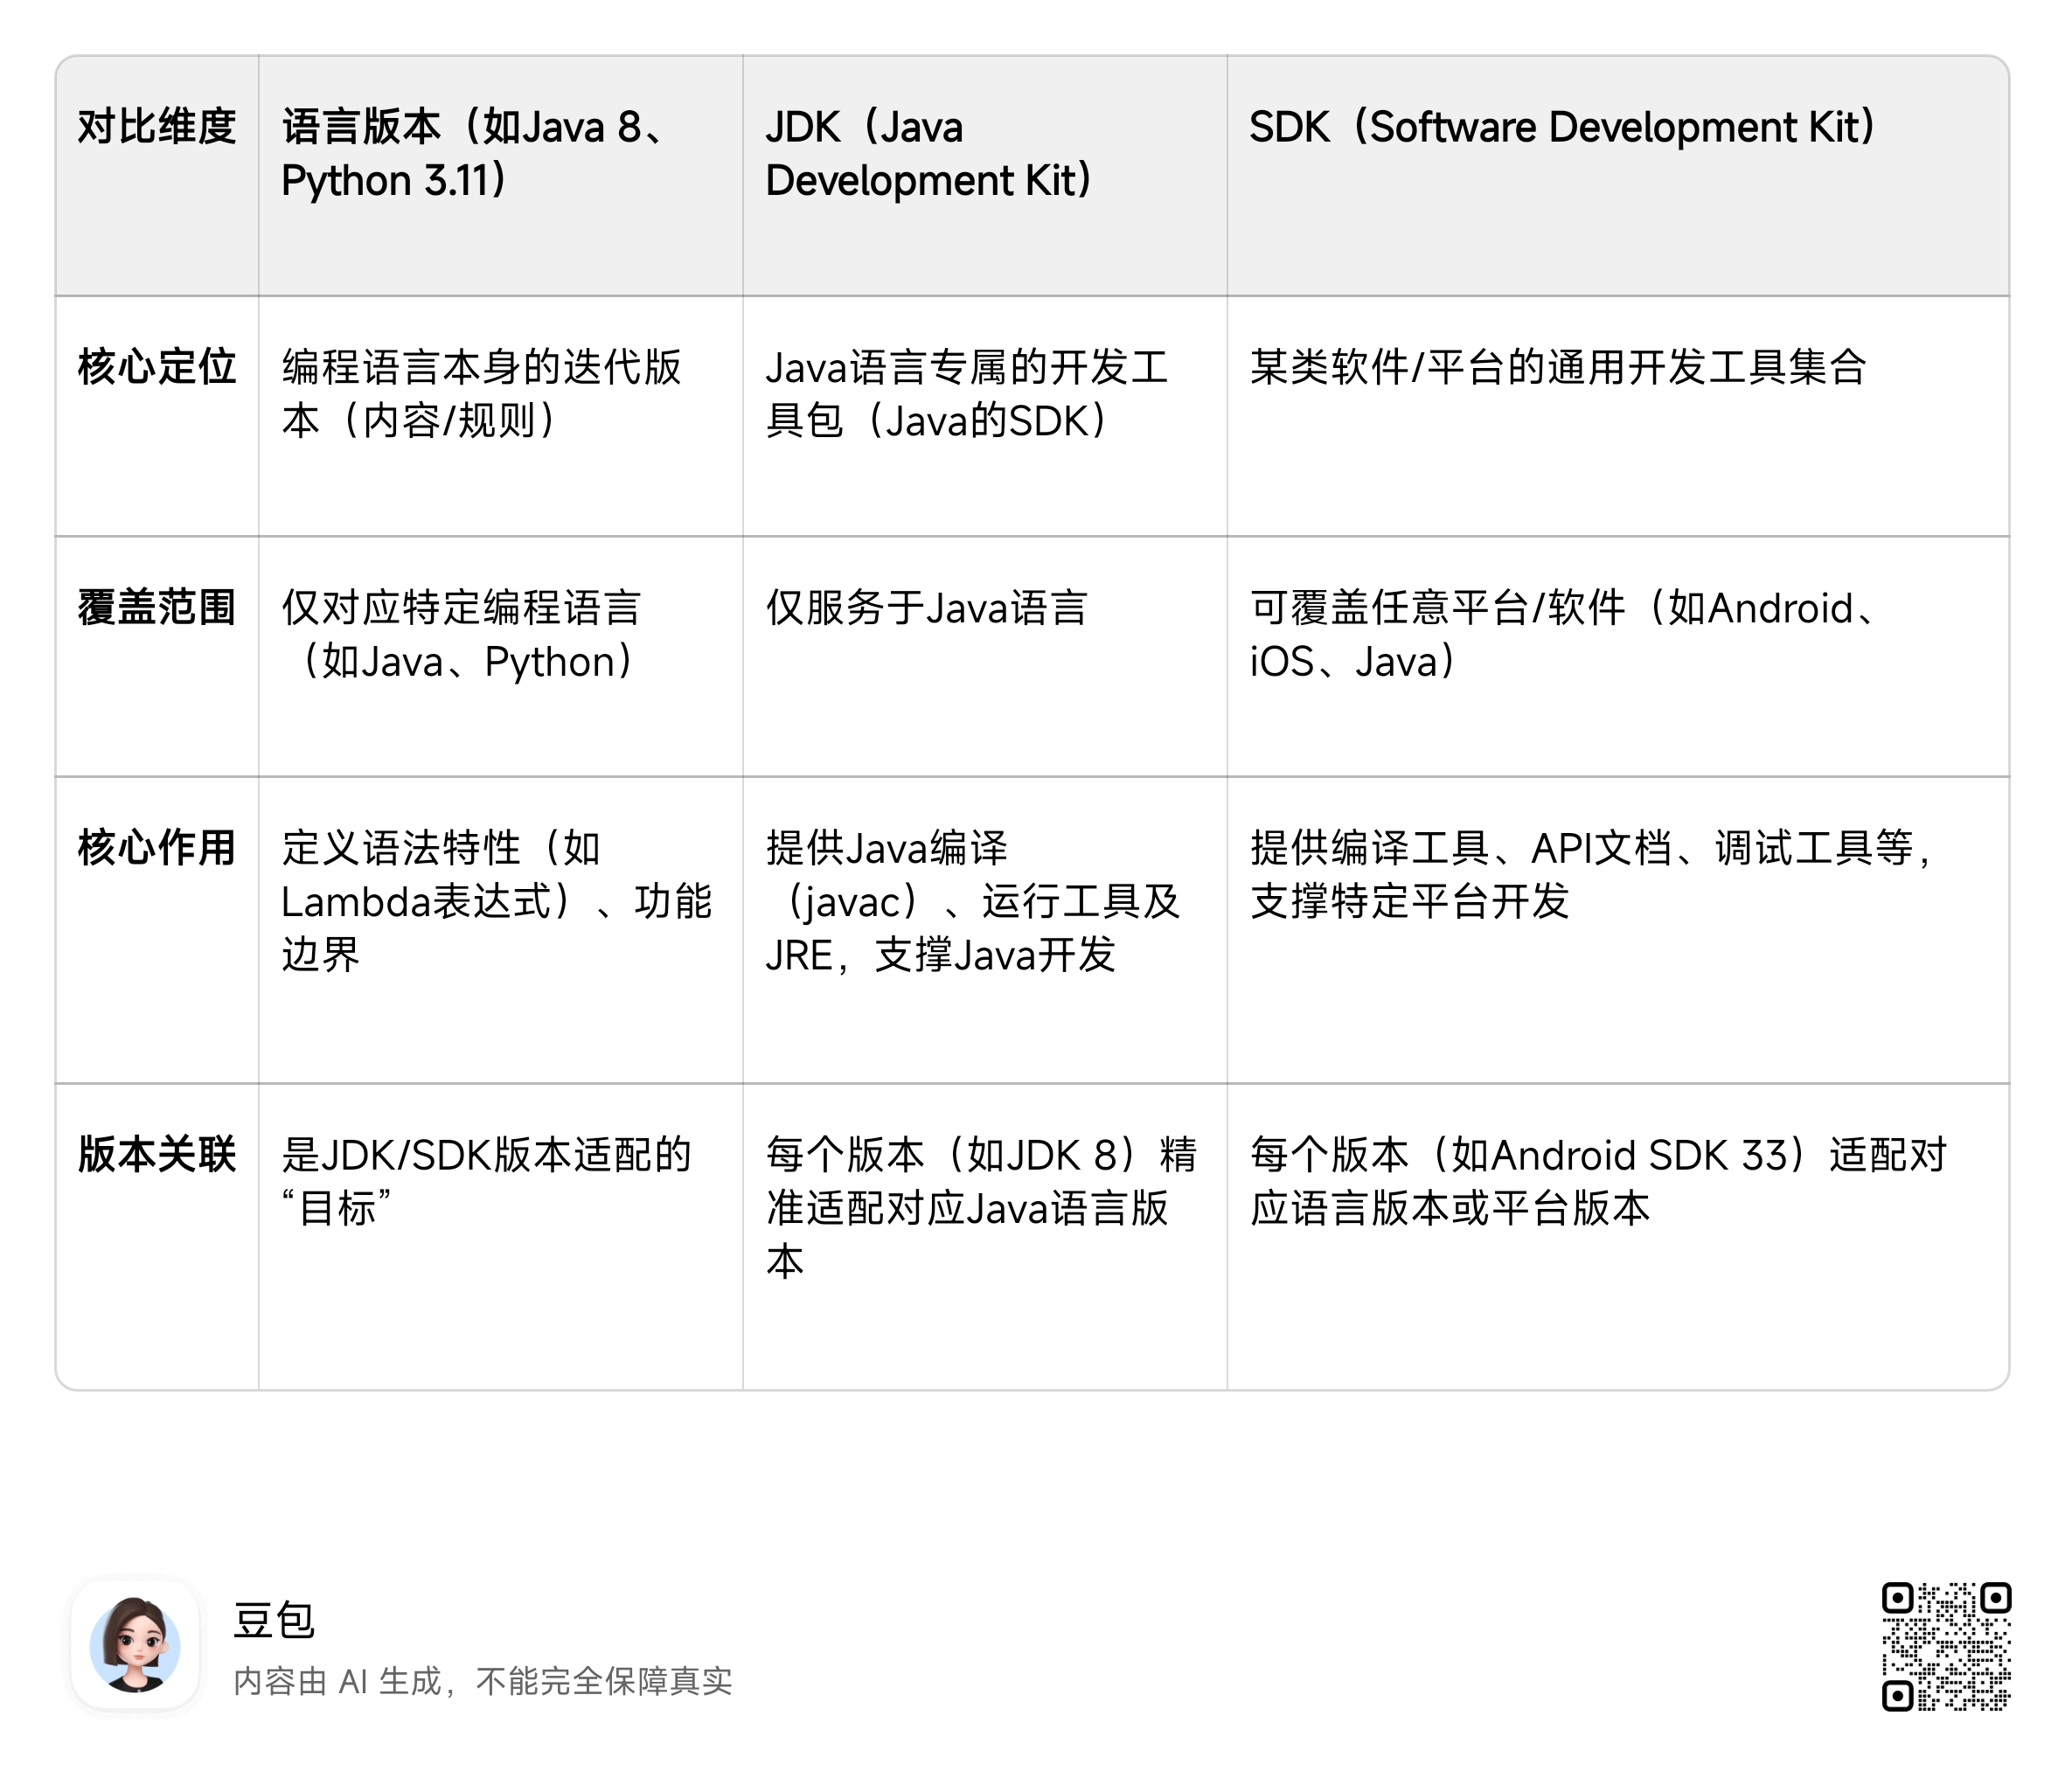 对比维度
语言版本（如Java 8、
Python 3.11）
JDK（Java
Development Kit）
SDK（Software Development Kit）
核心定位
编程语言本身的迭代版
本（内容/规则）
Java语言专属的开发工
具包（Java的SDK）
某类软件/平台的通用开发工具集合
覆盖范围
仅对应特定编程语言
（如Java、Python）
仅服务于Java语言
可覆盖任意平台/软件（如Android、
iOS、Java）
核心作用
定义语法特性（如
Lambda表达式）、功能
边界
提供Java编译
（javac）、运行工具及
JRE，支撑Java开发
提供编译工具、API文档、调试工具等，
支撑特定平台开发
版本关联
是JDK/SDK版本适配的
“目标”
每个版本（如JDK 8）精
准适配对应Java语言版
本
每个版本（如Android SDK 33）适配对
应语言版本或平台版本
豆包
内容由 AI 生成，不能完全保障真实